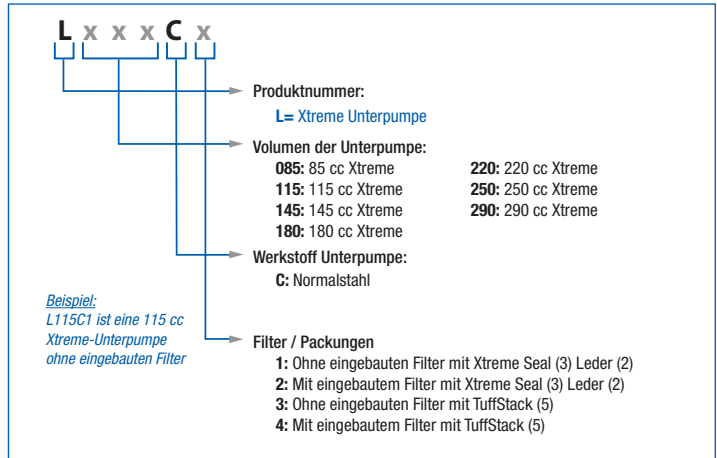 L x x x C x
Produktnummer:
L= Xtreme Unterpumpe
Volumen der Unterpumpe:
085: 85 cc Xtreme 220: 220 cc Xtreme
115: 115 cc Xtreme 250: 250 cc Xtreme
145: 145 cc Xtreme 290: 290 cc Xtreme
180: 180 cc Xtreme
Werkstoff Unterpumpe:
C: Normalstahl
Beispiel:
L115C1 ist eine 115 cc
Xtreme-Unterpumpe
ohne eingebauten Filter
Filter / Packungen
1: Ohne eingebauten Filter mit Xtreme Seal (3) Leder (2)
2: Mit eingebautem Filter mit Xtreme Seal (3) Leder (2)
3: Ohne eingebauten Filter mit TuffStack (5)
4: Mit eingebautem Filter mit TuffStack (5)